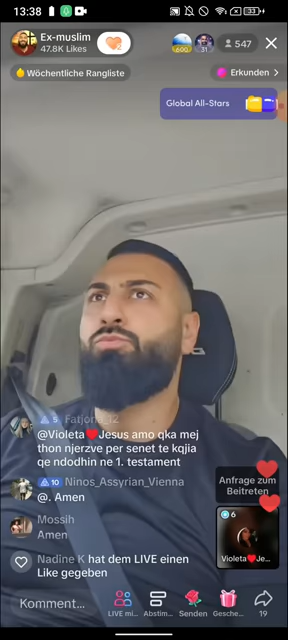 13:38
33
Ex-muslim
47.8K Likes
600
31
547
Wöchentliche Rangliste
Erkunden
Global All-Stars
5 Fatjona_12
@Violeta❤️Jesus amo qka mej
thon njerzve per senet te kqjia
qe ndodhin ne 1. testament
10 Ninos_Assyrian_Vienna
@. Amen
Mossih
Amen
Nadine K hat dem LIVE einen
Like gegeben
Anfrage zum
Beitreten
6
Violeta❤️Je...
Komment...
LIVE mi...
Abstim...
Senden
Gesche...
19